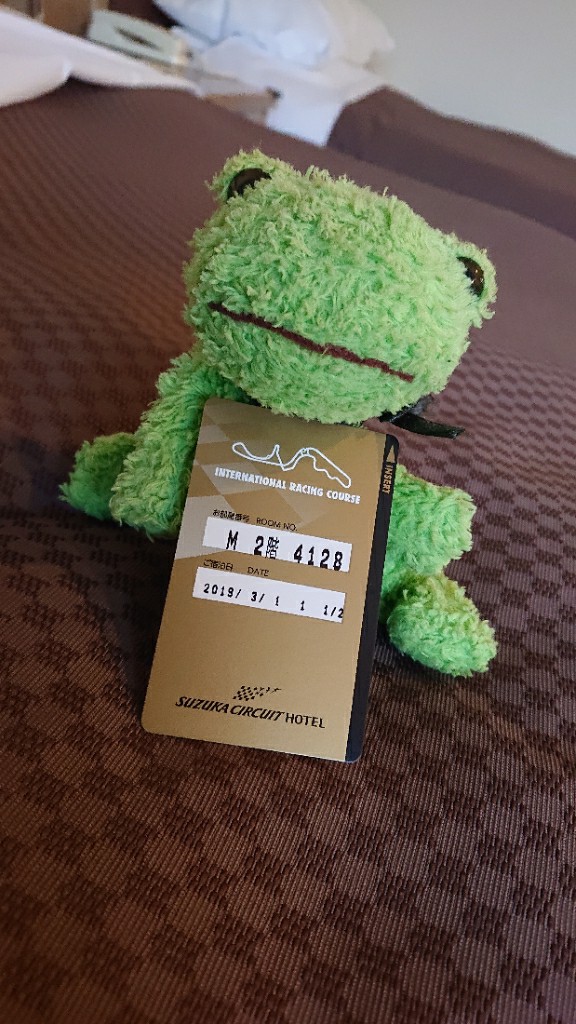 INTERNATIONAL RACING COURSE
INSERT
お部屋番号 ROOM NO.
M 2階 4128
ご宿泊日 DATE
2019/ 3/ 1 1 1/2
SUZUKA CIRCUIT HOTEL